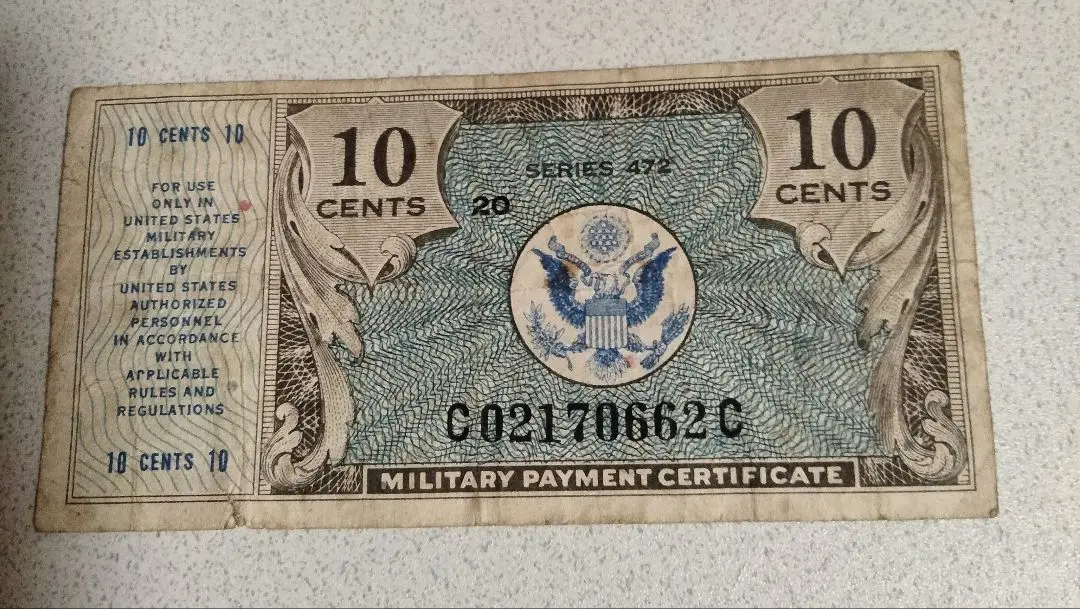 10 CENTS 10
FOR USE
ONLY IN
UNITED STATES
MILITARY
ESTABLISHMENTS
BY
UNITED STATES
AUTHORIZED
PERSONNEL
IN ACCORDANCE
WITH
APPLICABLE
RULES AND
REGULATIONS
10 CENTS 10
10
CENTS
SERIES 472
20
10
CENTS
C02170662C
MILITARY PAYMENT CERTIFICATE